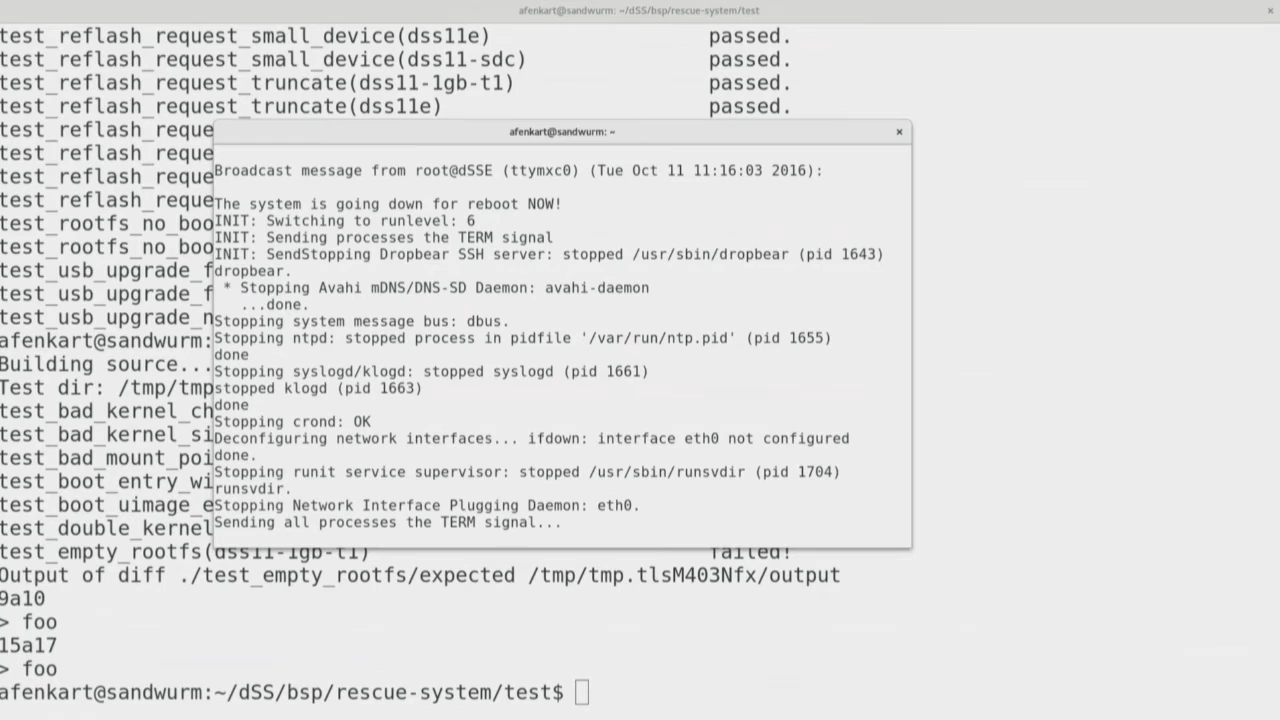 afenkart@sandwurm: ~/dSS/bsp/rescue-system/test ×
test_reflash_request_small_device(dss11e) passed.
test_reflash_request_small_device(dss11-sdc) passed.
test_reflash_request_truncate(dss11-1gb-t1) passed.
test_reflash_request_truncate(dss11e) passed.
test_reflash_reque
test_reflash_reque
test_reflash_reque
test_reflash_reque
test_rootfs_no_boo
test_rootfs_no_boo
test_usb_upgrade_f
test_usb_upgrade_f
test_usb_upgrade_n
afenkart@sandwurm:
Building source...
Test dir: /tmp/tmp
test_bad_kernel_ch
test_bad_kernel_si
test_bad_mount_poi
test_boot_entry_wi
test_boot_uimage_e
test_double_kernel
test_empty_rootfs(dss11-1gb-t1) failed!
Output of diff ./test_empty_rootfs/expected /tmp/tmp.tlsM403Nfx/output
9a10
> foo
15a17
> foo
afenkart@sandwurm:~/dSS/bsp/rescue-system/test$
afenkart@sandwurm: ~ ×
Broadcast message from root@dSSE (ttymxc0) (Tue Oct 11 11:16:03 2016):
The system is going down for reboot NOW!
INIT: Switching to runlevel: 6
INIT: Sending processes the TERM signal
INIT: SendStopping Dropbear SSH server: stopped /usr/sbin/dropbear (pid 1643)
dropbear.
* Stopping Avahi mDNS/DNS-SD Daemon: avahi-daemon
...done.
Stopping system message bus: dbus.
Stopping ntpd: stopped process in pidfile '/var/run/ntp.pid' (pid 1655)
done
Stopping syslogd/klogd: stopped syslogd (pid 1661)
stopped klogd (pid 1663)
done
Stopping crond: OK
Deconfiguring network interfaces... ifdown: interface eth0 not configured
done.
Stopping runit service supervisor: stopped /usr/sbin/runsvdir (pid 1704)
runsvdir.
Stopping Network Interface Plugging Daemon: eth0.
Sending all processes the TERM signal...